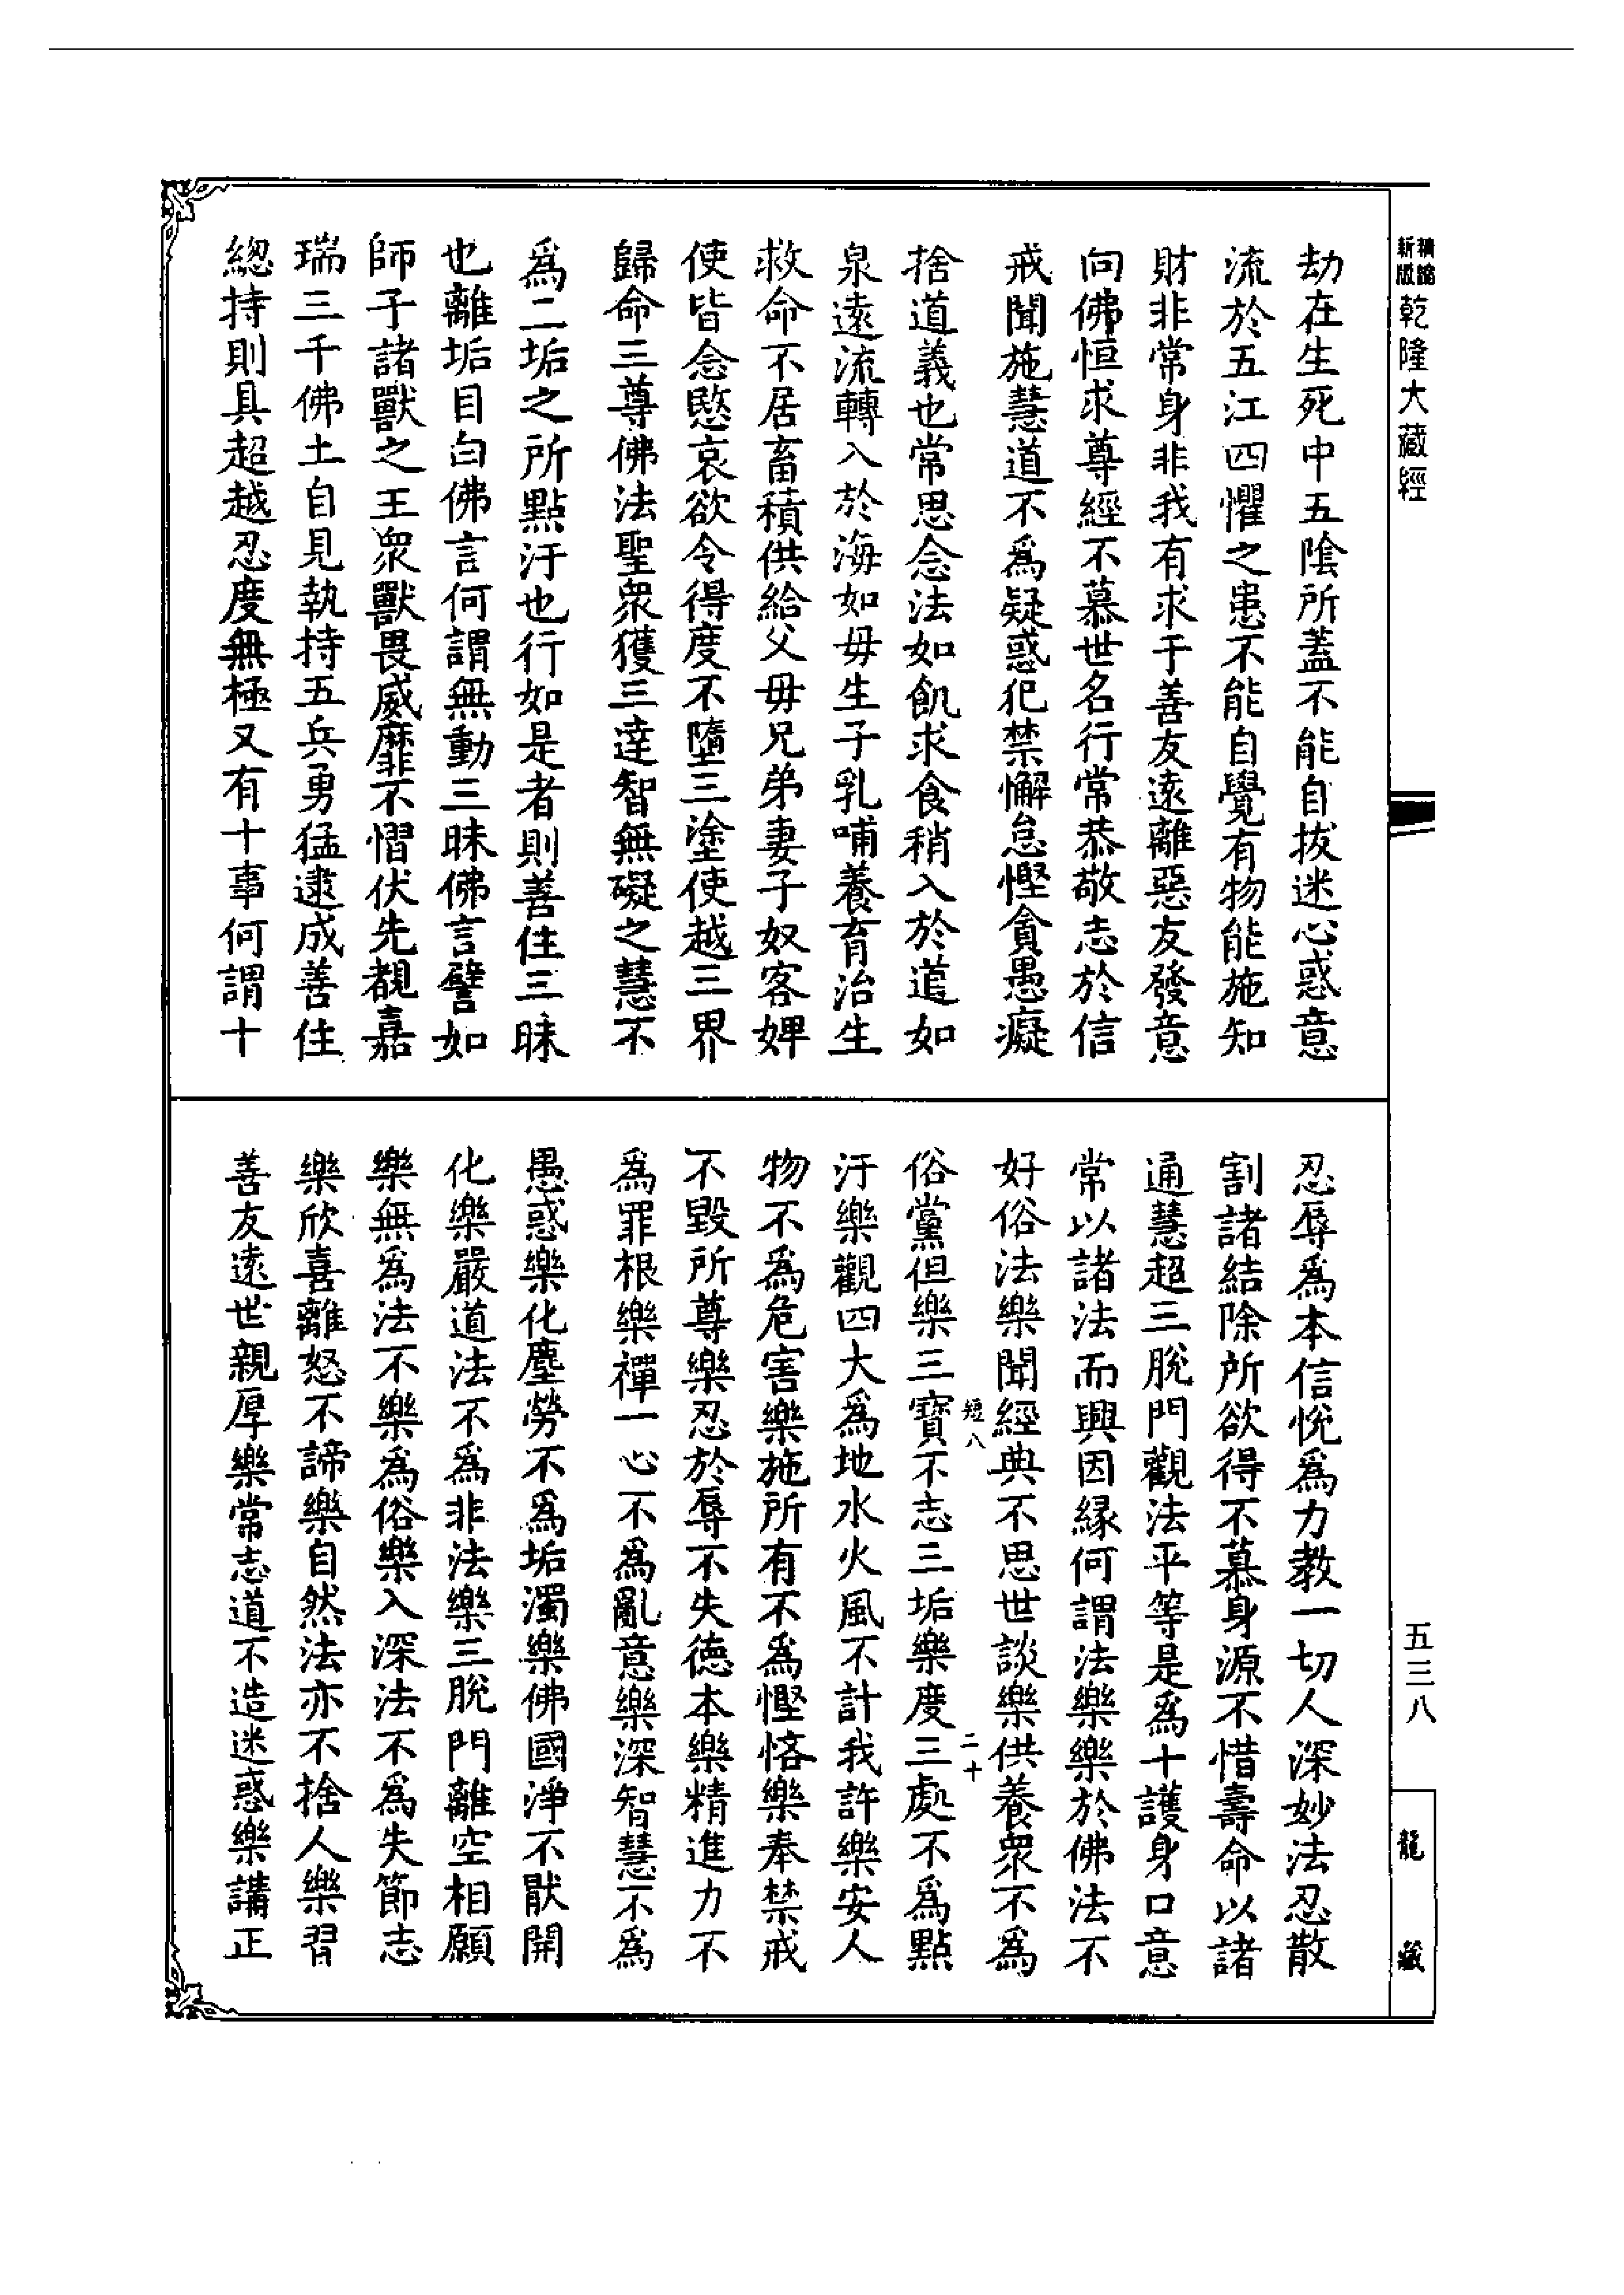 精縮
新版
乾隆大藏經
劫在生死中五陰所蓋不能自拔迷心惑意
流於五江四懼之患不能自覺有物能施知
財非常身非我有求于善友遠離惡友發意
向佛恒求尊經不慕世名行常恭敬志於信
戒聞施慧道不爲疑惑犯禁懈怠慳貪愚癡
捨道義也常思念法如飢求食稍入於道如
泉遠流轉入於海如母生子乳哺養育治生
救命不居畜積供給父母兄弟妻子奴客婢
使皆念愍哀欲令得度不墮三塗使越三界
歸命三尊佛法聖衆獲三達智無礙之慧不
爲二垢之所點汙也行如是者則善住三昧
也離垢目白佛言何謂無動三昧佛言譬如
師子諸獸之王衆獸畏威靡不慴伏先覩嘉
瑞三千佛土自見執持五兵勇猛逮成善住
總持則具超越忍度無極又有十事何謂十
忍辱爲本信悅爲力教一切人深妙法忍散
割諸結除所欲得不慕身源不惜壽命以諸
通慧超三脫門觀法平等是爲十護身口意
常以諸法而興因緣何謂法樂樂於佛法不
好俗法樂聞經典不思世談樂供養衆不爲
短八
二十
俗黨但樂三寶不志三垢樂度三處不爲點
汙樂觀四大爲地水火風不計我許樂安人
物不爲危害樂施所有不爲慳悋樂奉禁戒
不毀所尊樂忍於辱不失德本樂精進力不
爲罪根樂禪一心不爲亂意樂深智慧不爲
愚惑樂化塵勞不爲垢濁樂佛國淨不猒開
化樂嚴道法不爲非法樂三脫門離空相願
樂無爲法不樂爲俗樂入深法不爲失節志
樂欣喜離怒不諦樂自然法亦不捨人樂習
善友遠世親厚樂常志道不造迷惑樂講正
五三八
龍藏